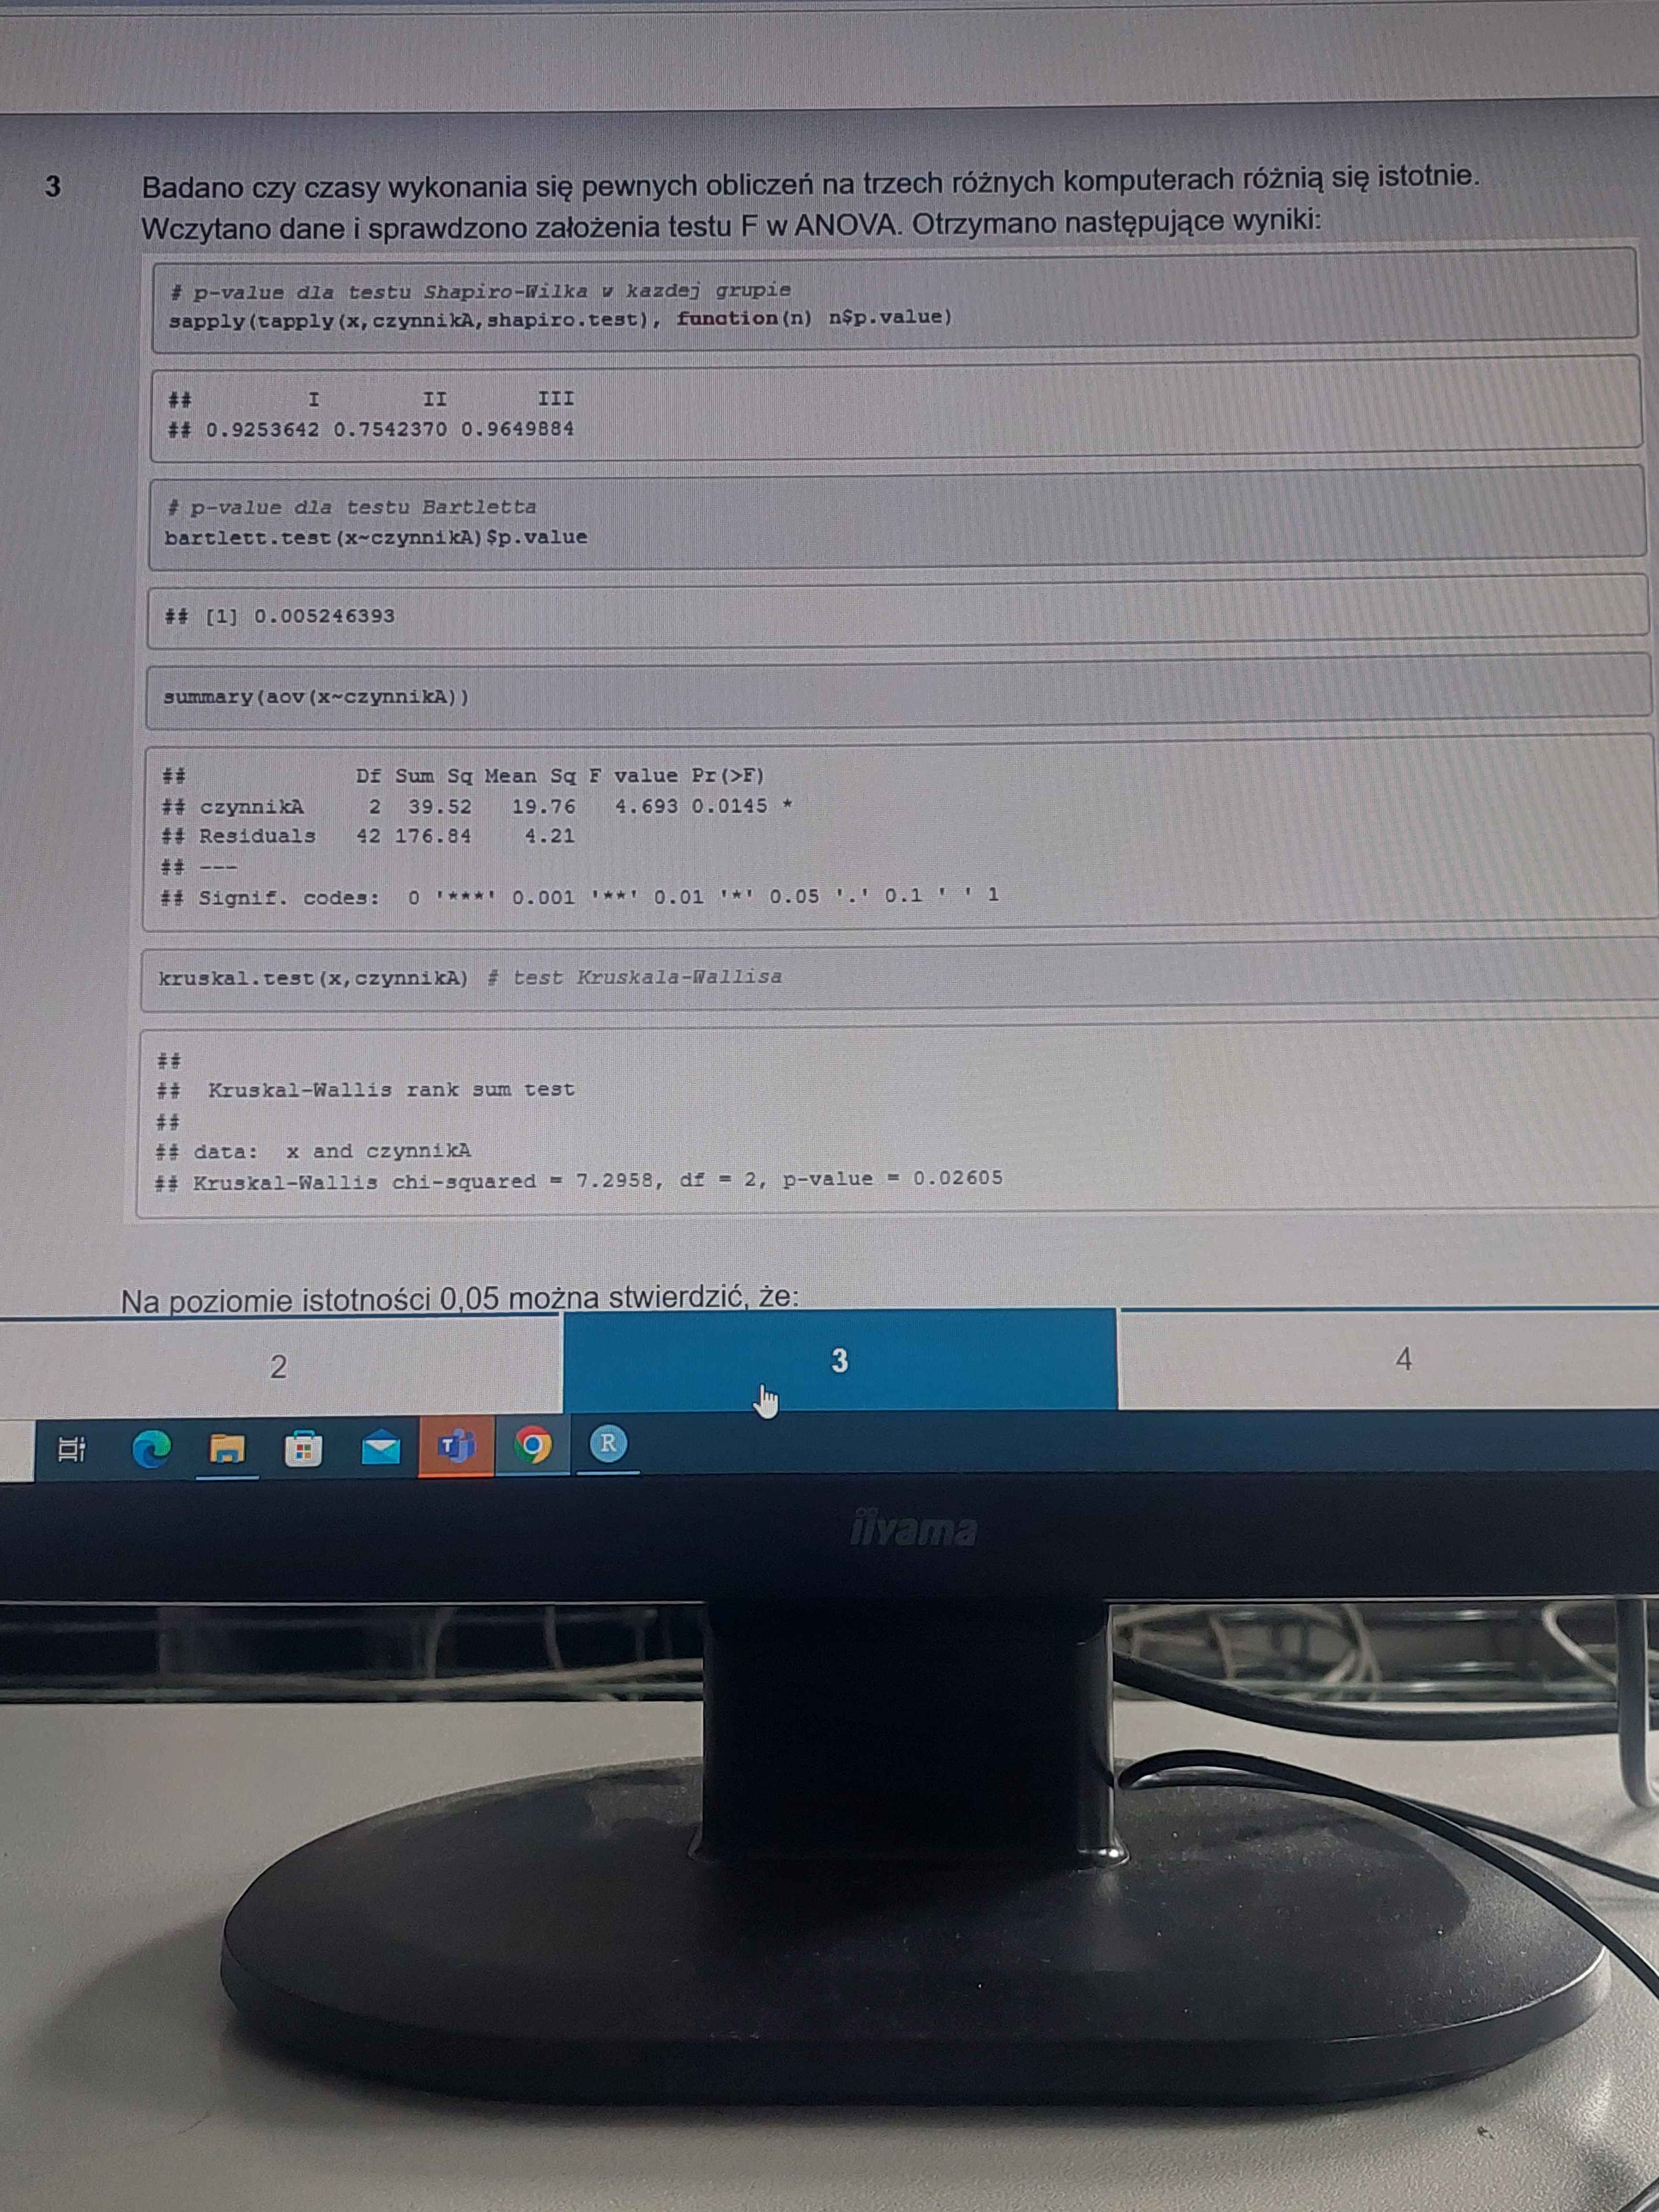 3 Badano czy czasy wykonania się pewnych obliczeń na trzech różnych komputerach różnią się istotnie.
Wczytano dane i sprawdzono założenia testu F w ANOVA. Otrzymano następujące wyniki:
# p-value dla testu Shapiro-Wilka w kazdej grupie
sapply(tapply(x,czynnikA,shapiro.test), function(n) n$p.value)
## I II III
## 0.9253642 0.7542370 0.9649884
# p-value dla testu Bartletta
bartlett.test(x~czynnikA)$p.value
## [1] 0.005246393
summary(aov(x~czynnikA))
## Df Sum Sq Mean Sq F value Pr(>F)
## czynnikA 2 39.52 19.76 4.693 0.0145 *
## Residuals 42 176.84 4.21
## ---
## Signif. codes: 0 '***' 0.001 '**' 0.01 '*' 0.05 '.' 0.1 ' ' 1
kruskal.test(x,czynnikA) # test Kruskala-Wallisa
##
## Kruskal-Wallis rank sum test
##
## data: x and czynnikA
## Kruskal-Wallis chi-squared = 7.2958, df = 2, p-value = 0.02605
Na poziomie istotności 0,05 można stwierdzić, że:
2 3 4
T R
iiyama